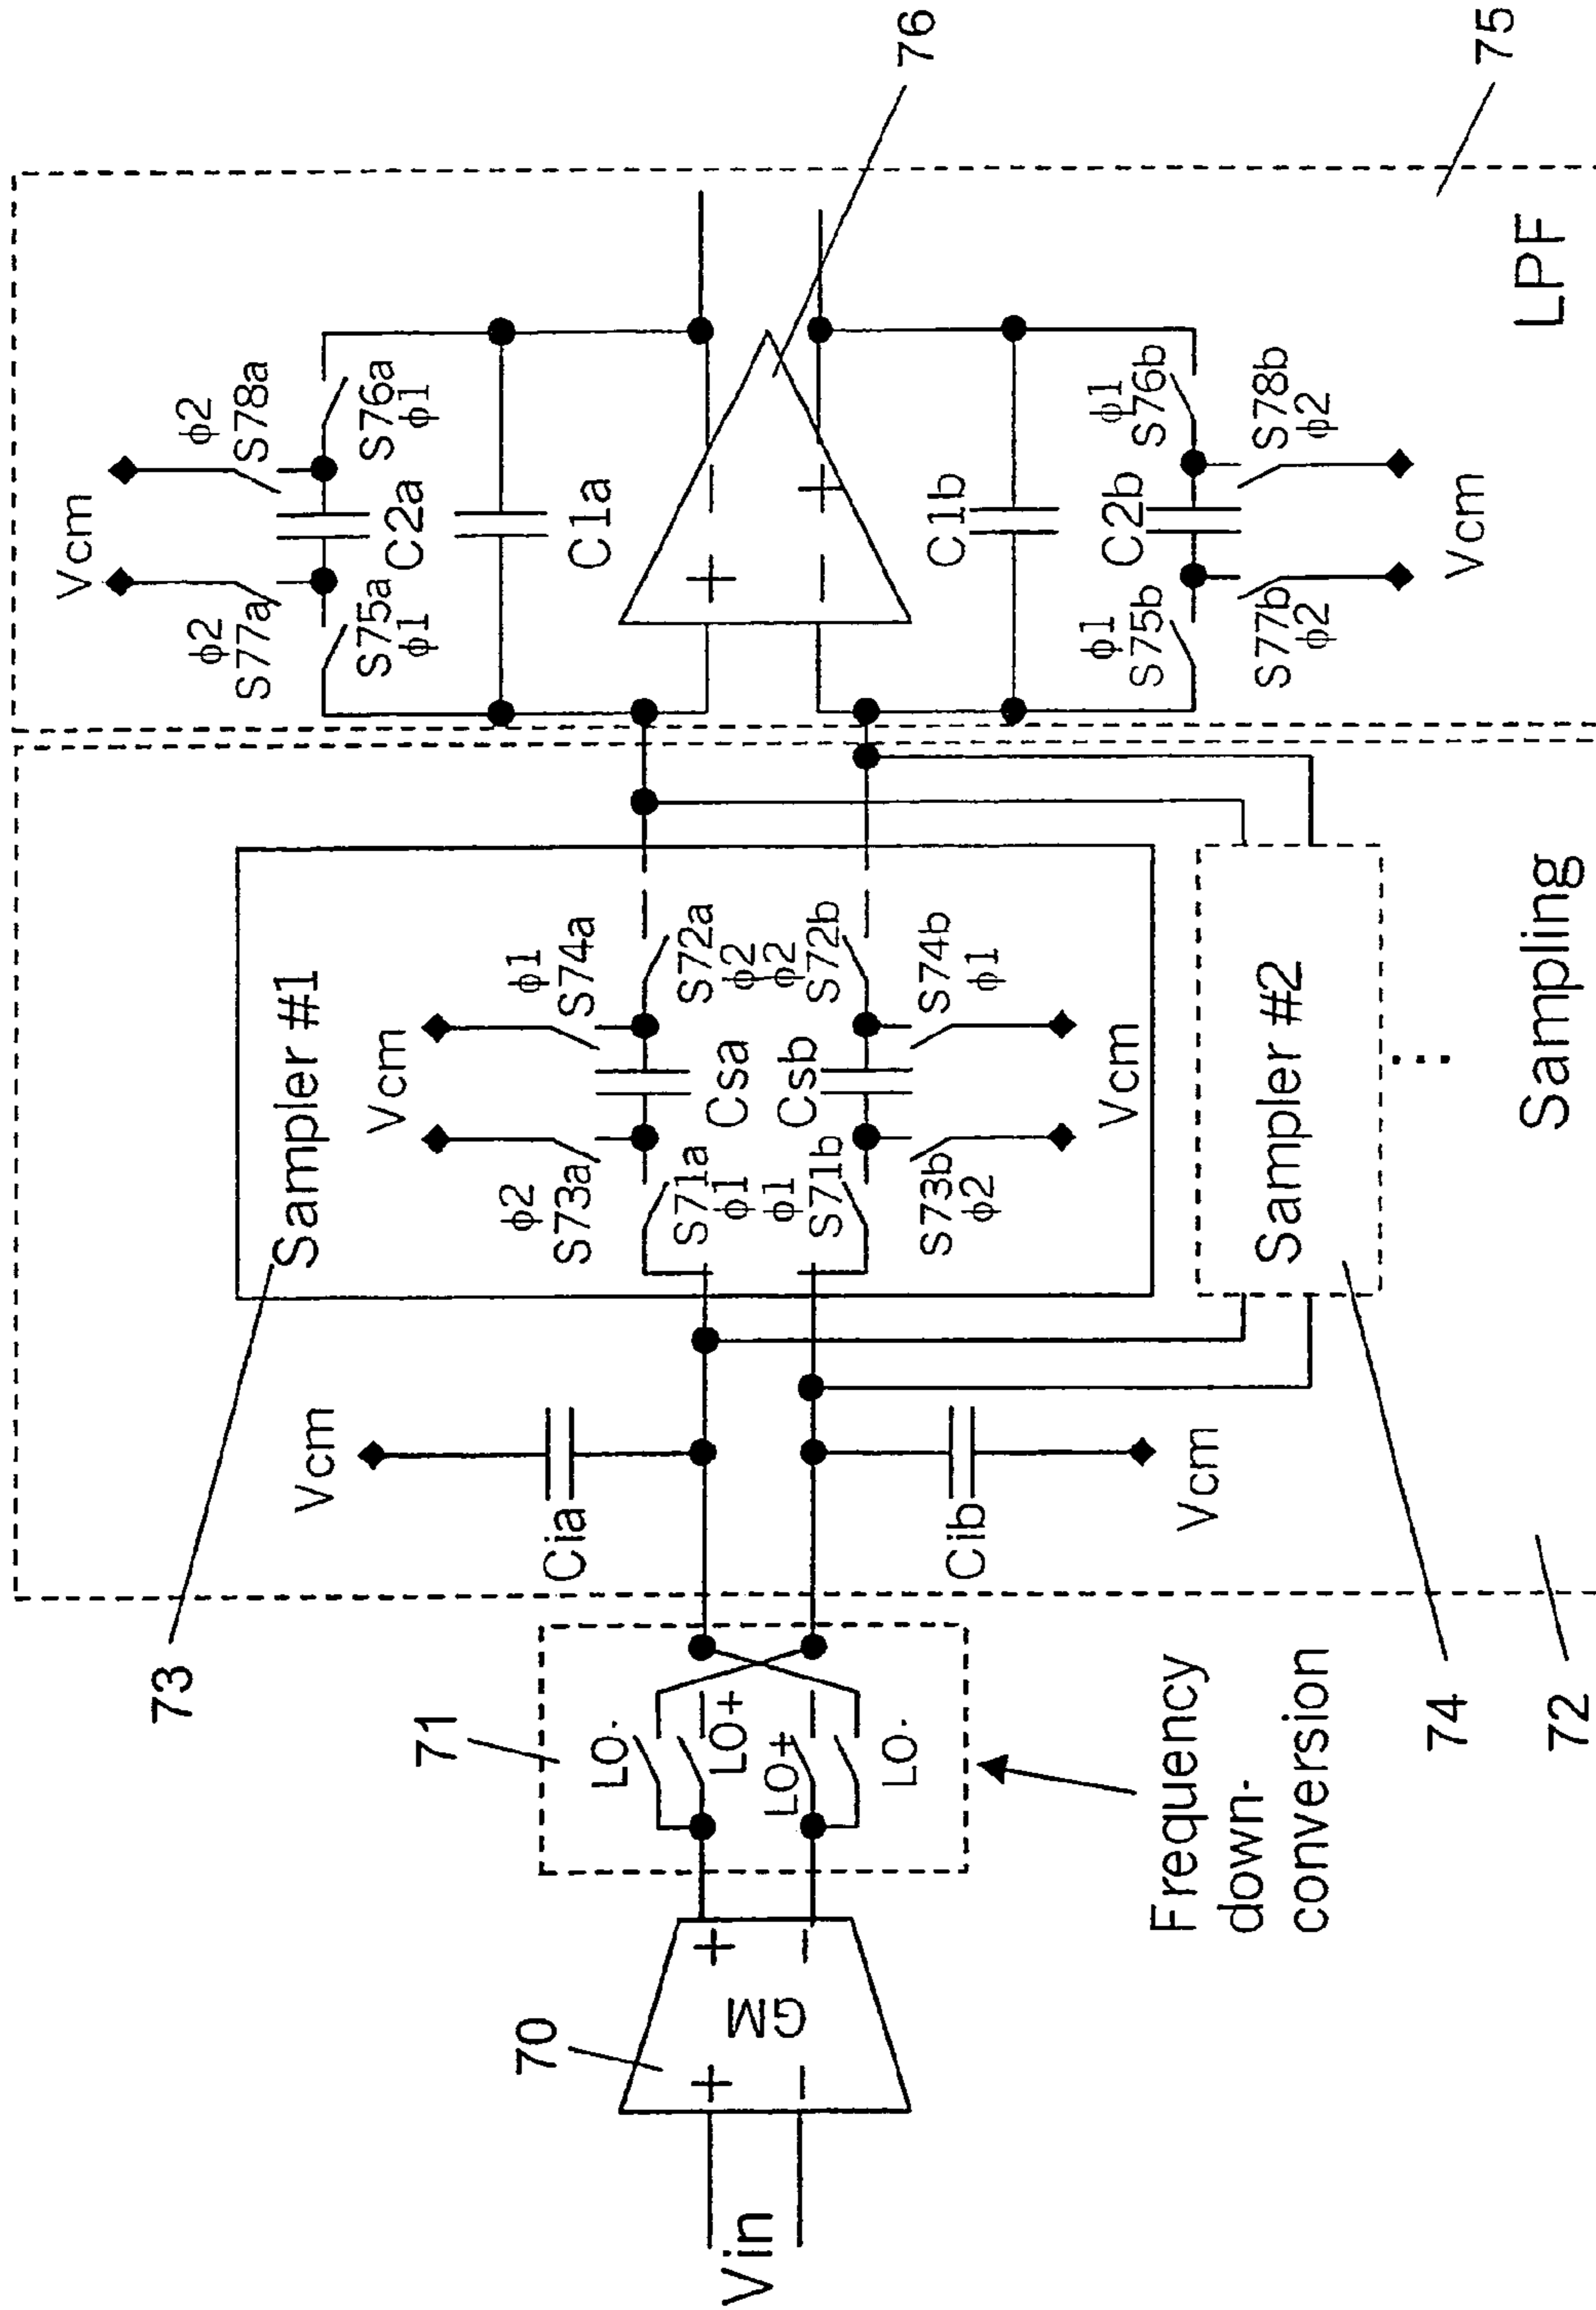 Vin
70
+
−
GM
+
−
71
LO-
LO+
LO+
LO-
Frequency
down-
conversion
73
Vcm
Cia
Cib
Vcm
Sampler #1
Vcm
φ2
S73a
φ1
S74a
S71a
φ1
Csa
S72a
φ2
φ1
S71b
Csb
φ2
S72b
S73b
φ2
S74b
φ1
Vcm
Sampler #2
⋮
74
72
Sampling
Vcm
φ2
S77a
φ2
S78a
S75a
φ1
C2a
S76a
φ1
C1a
+
−
−
+
76
C1b
φ1
S75b
C2b
φ1
S76b
S77b
φ2
S78b
φ2
Vcm
LPF
75